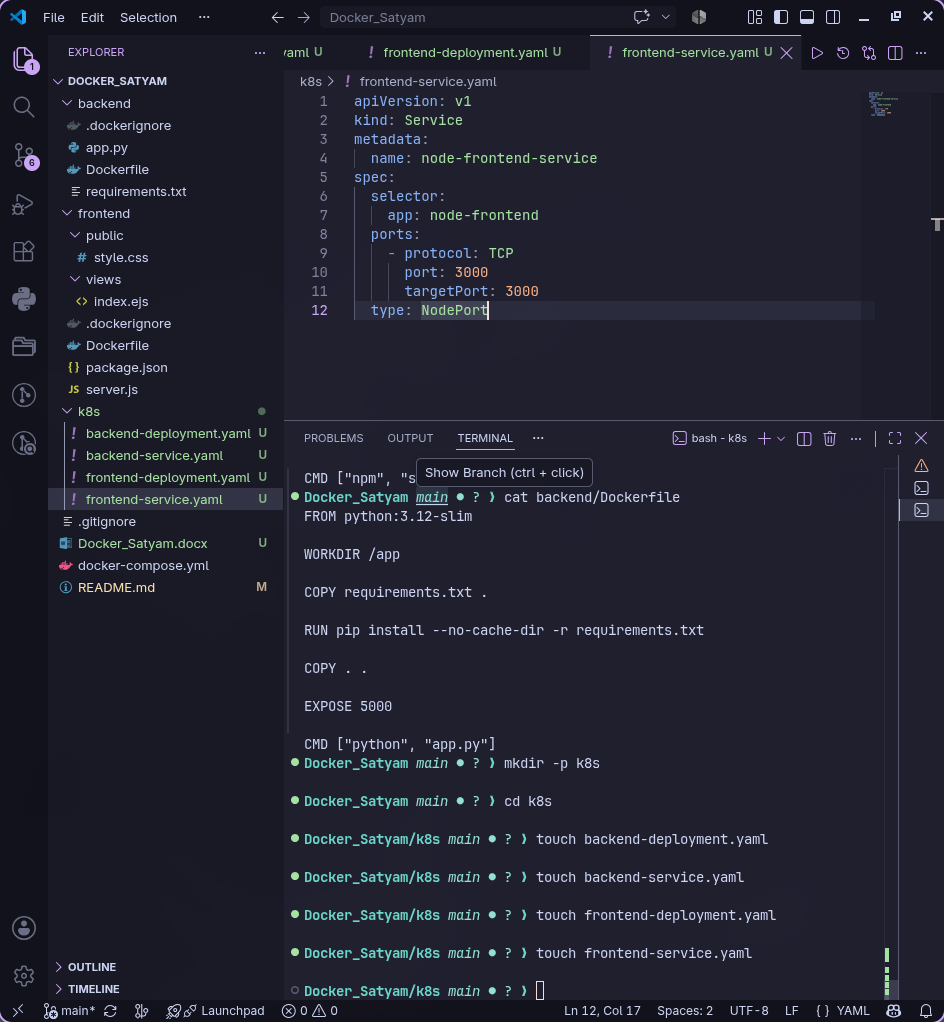 File Edit Selection ··· Docker_Satyam
EXPLORER ···
yaml U ! frontend-deployment.yaml U ! frontend-service.yaml U
1
6
DOCKER_SATYAM
backend
.dockerignore
app.py
Dockerfile
requirements.txt
frontend
public
# style.css
views
<> index.ejs
.dockerignore
Dockerfile
{} package.json
JS server.js
k8s
! backend-deployment.yaml U
! backend-service.yaml U
! frontend-deployment.yaml U
! frontend-service.yaml U
.gitignore
Docker_Satyam.docx U
docker-compose.yml
README.md M
OUTLINE
TIMELINE
k8s > ! frontend-service.yaml
1 apiVersion: v1
2 kind: Service
3 metadata:
4 name: node-frontend-service
5 spec:
6 selector:
7 app: node-frontend
8 ports:
9 - protocol: TCP
10 port: 3000
11 targetPort: 3000
12 type: NodePort
PROBLEMS OUTPUT TERMINAL ··· bash - k8s
Show Branch (ctrl + click)
CMD ["npm", "s
Docker_Satyam main ● ? ❯ cat backend/Dockerfile
FROM python:3.12-slim
WORKDIR /app
COPY requirements.txt .
RUN pip install --no-cache-dir -r requirements.txt
COPY . .
EXPOSE 5000
CMD ["python", "app.py"]
Docker_Satyam main ● ? ❯ mkdir -p k8s
Docker_Satyam main ● ? ❯ cd k8s
Docker_Satyam/k8s main ● ? ❯ touch backend-deployment.yaml
Docker_Satyam/k8s main ● ? ❯ touch backend-service.yaml
Docker_Satyam/k8s main ● ? ❯ touch frontend-deployment.yaml
Docker_Satyam/k8s main ● ? ❯ touch frontend-service.yaml
Docker_Satyam/k8s main ● ? ❯
main* Launchpad 0 0 Ln 12, Col 17 Spaces: 2 UTF-8 LF {} YAML